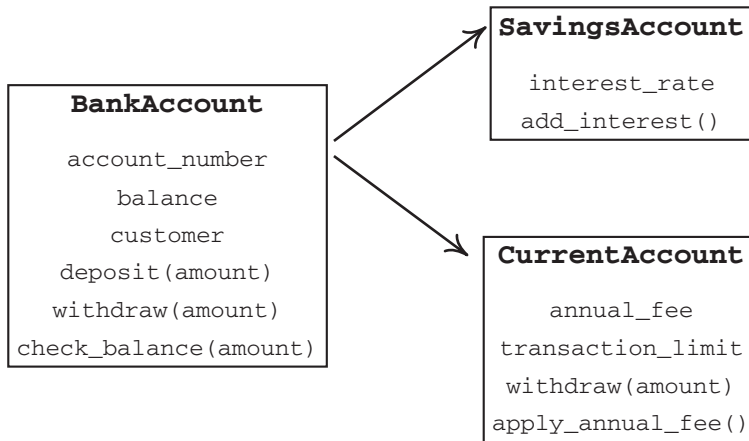 BankAccount
account_number
balance
customer
deposit(amount)
withdraw(amount)
check_balance(amount)
SavingsAccount
interest_rate
add_interest()
CurrentAccount
annual_fee
transaction_limit
withdraw(amount)
apply_annual_fee()